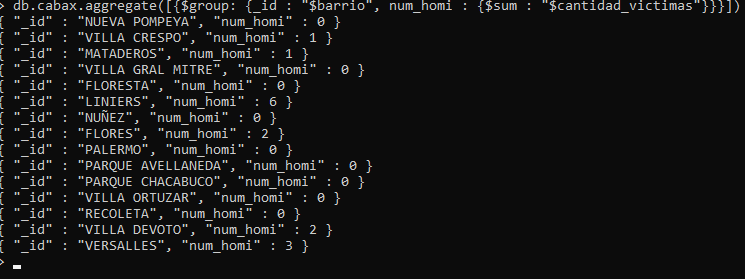 > db.cabax.aggregate([{$group: {_id : "$barrio", num_homi : {$sum : "$cantidad_victimas"}}}])
{ "_id" : "NUEVA POMPEYA", "num_homi" : 0 }
{ "_id" : "VILLA CRESPO", "num_homi" : 1 }
{ "_id" : "MATADEROS", "num_homi" : 1 }
{ "_id" : "VILLA GRAL MITRE", "num_homi" : 0 }
{ "_id" : "FLORESTA", "num_homi" : 0 }
{ "_id" : "LINIERS", "num_homi" : 6 }
{ "_id" : "NUÑEZ", "num_homi" : 0 }
{ "_id" : "FLORES", "num_homi" : 2 }
{ "_id" : "PALERMO", "num_homi" : 0 }
{ "_id" : "PARQUE AVELLANEDA", "num_homi" : 0 }
{ "_id" : "PARQUE CHACABUCO", "num_homi" : 0 }
{ "_id" : "VILLA ORTUZAR", "num_homi" : 0 }
{ "_id" : "RECOLETA", "num_homi" : 0 }
{ "_id" : "VILLA DEVOTO", "num_homi" : 2 }
{ "_id" : "VERSALLES", "num_homi" : 3 }
>